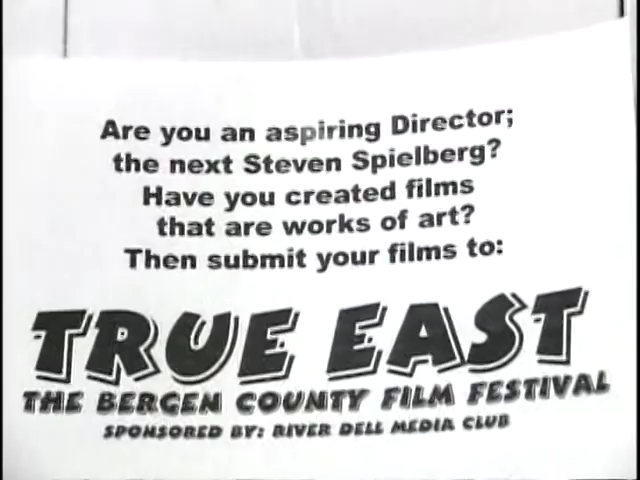 Are you an aspiring Director;
the next Steven Spielberg?
Have you created films
that are works of art?
Then submit your films to:
TRUE EAST
THE BERGEN COUNTY FILM FESTIVAL
SPONSORED BY: RIVER DELL MEDIA CLUB